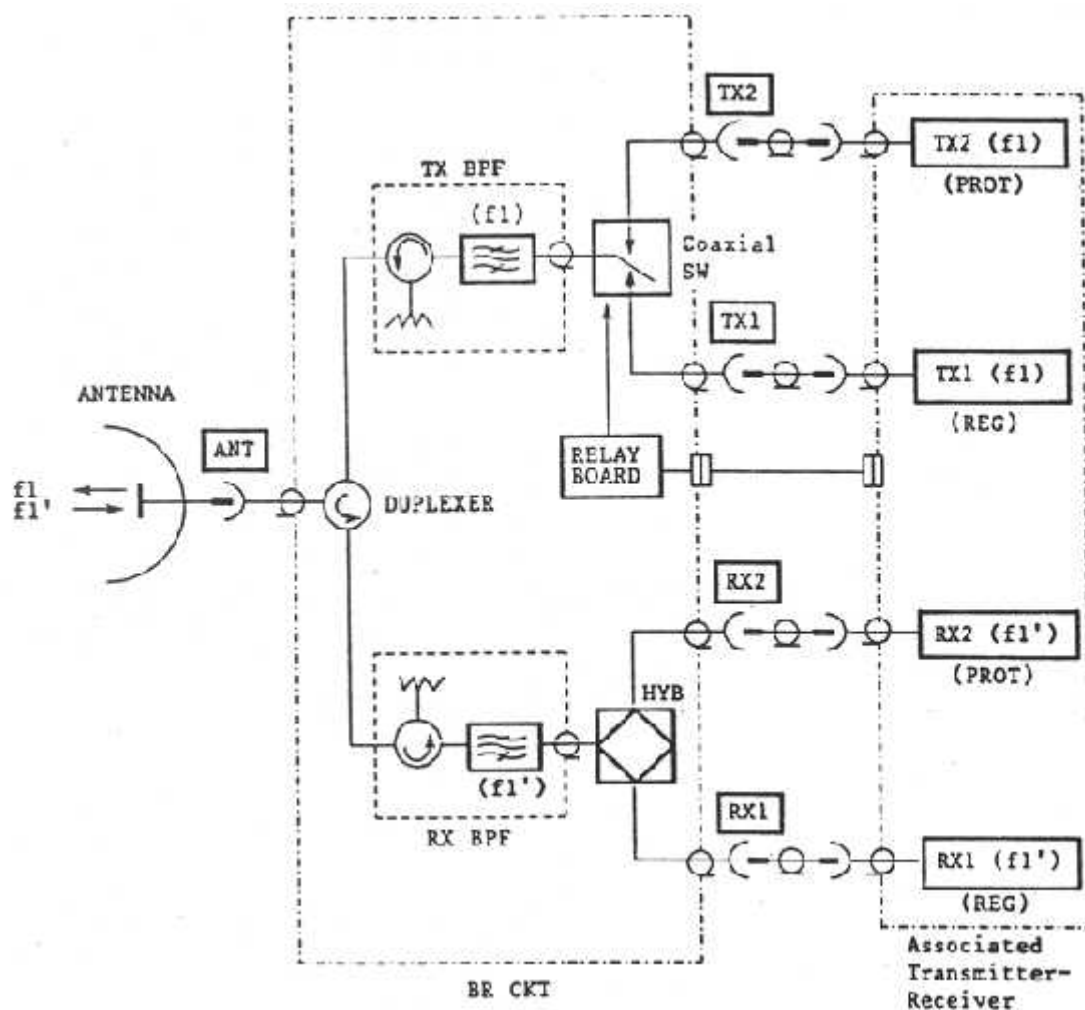 TX2
TX2 (f1)
(PROT)
TX BPF
(f1)
Coaxial
SW
TX1
TX1 (f1)
(REG)
ANTENNA
ANT
RELAY
BOARD
f1
f1'
DUPLEXER
RX2
RX2 (f1')
(PROT)
HYB
(f1')
RX BPF
RX1
RX1 (f1')
(REG)
Associated
Transmitter-
Receiver
BR CKT